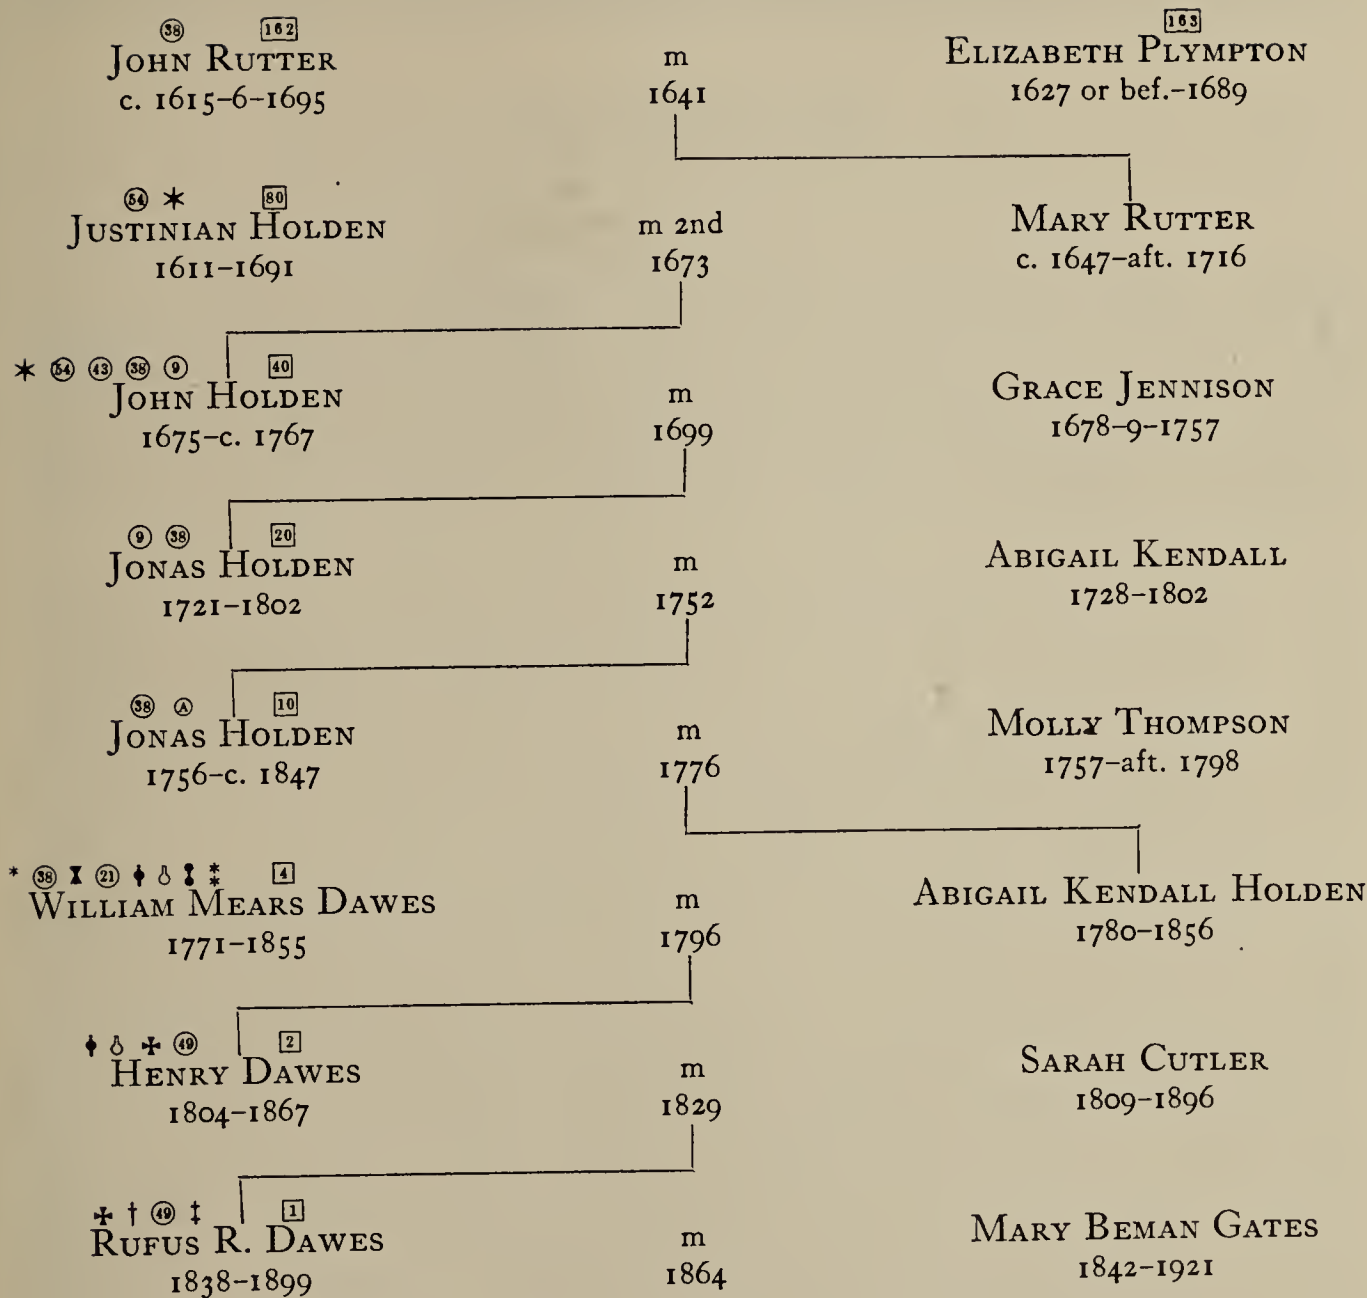 38 162 163
JOHN RUTTER m ELIZABETH PLYMPTON
c. 1615-6-1695 1641 1627 or bef.-1689
54 * 80
JUSTINIAN HOLDEN m 2nd MARY RUTTER
1611-1691 1673 c. 1647-aft. 1716
* 54 43 38 9 40
JOHN HOLDEN m GRACE JENNISON
1675-c. 1767 1699 1678-9-1757
9 38 20
JONAS HOLDEN m ABIGAIL KENDALL
1721-1802 1752 1728-1802
38 A 10
JONAS HOLDEN m MOLLY THOMPSON
1756-c. 1847 1776 1757-aft. 1798
* 38 21 ** 4
WILLIAM MEARS DAWES m ABIGAIL KENDALL HOLDEN
1771-1855 1796 1780-1856
49 2
HENRY DAWES m SARAH CUTLER
1804-1867 1829 1809-1896
† 49 ‡ 1
RUFUS R. DAWES m MARY BEMAN GATES
1838-1899 1864 1842-1921